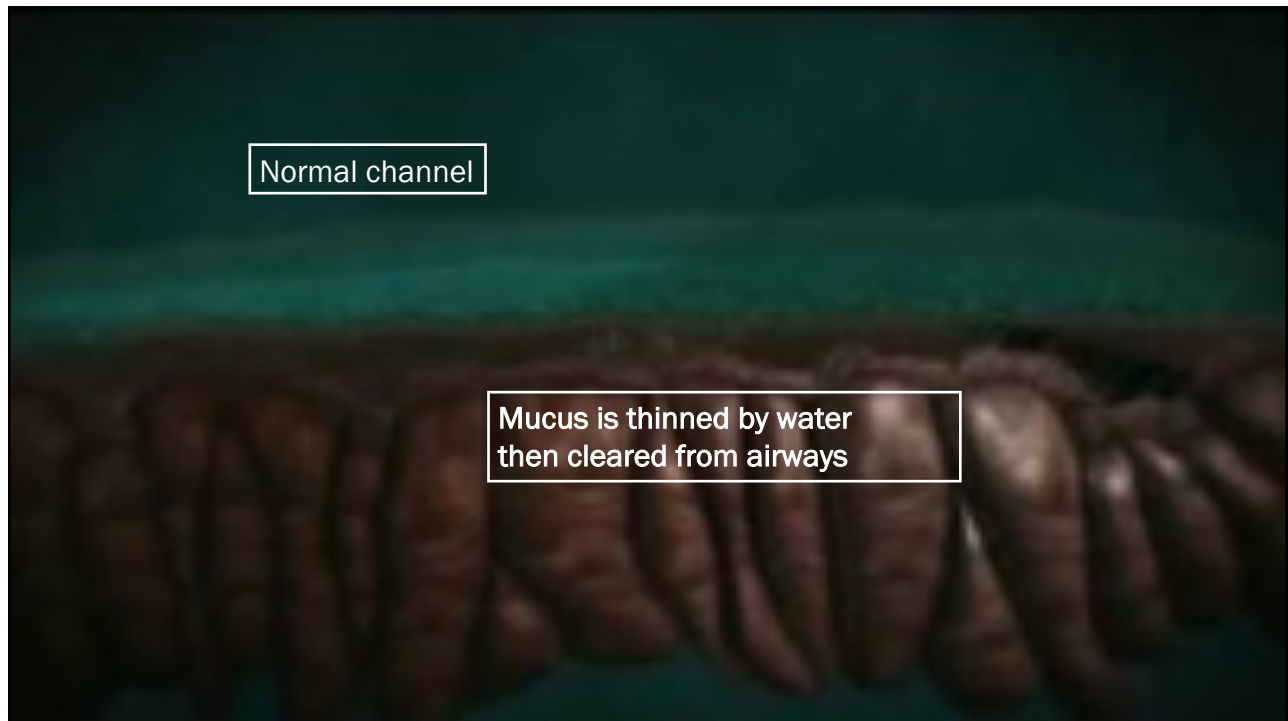 Normal channel
Mucus is thinned by water
then cleared from airways